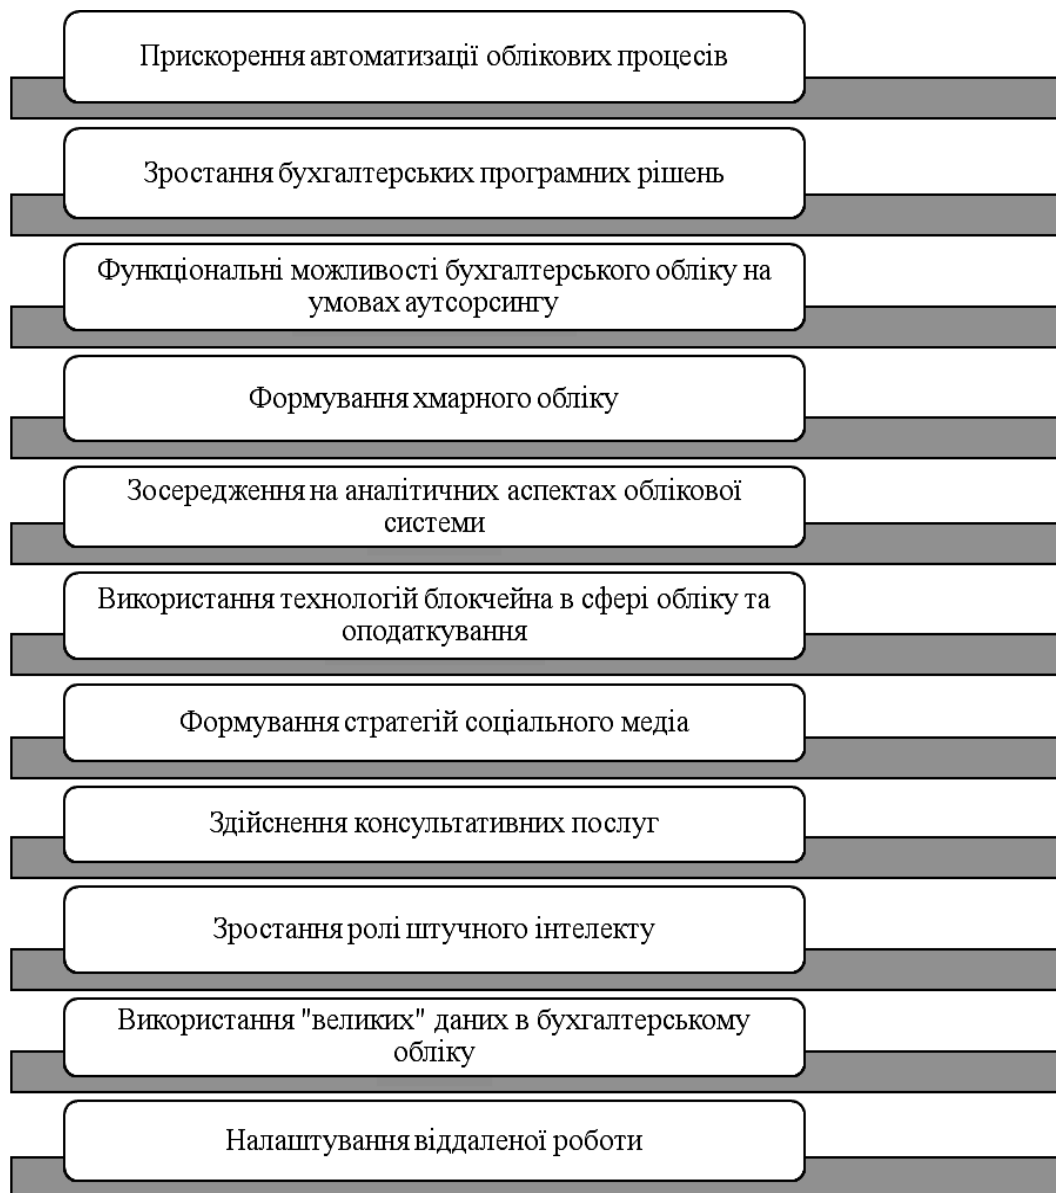 Прискорення автоматизації облікових процесів
Зростання бухгалтерських програмних рішень
Функціональні можливості бухгалтерського обліку на
умовах аутсорсингу
Формування хмарного обліку
Зосередження на аналітичних аспектах облікової
системи
Використання технологій блокчейна в сфері обліку та
оподаткування
Формування стратегій соціального медіа
Здійснення консультативних послуг
Зростання ролі штучного інтелекту
Використання "великих" даних в бухгалтерському
обліку
Налаштування віддаленої роботи